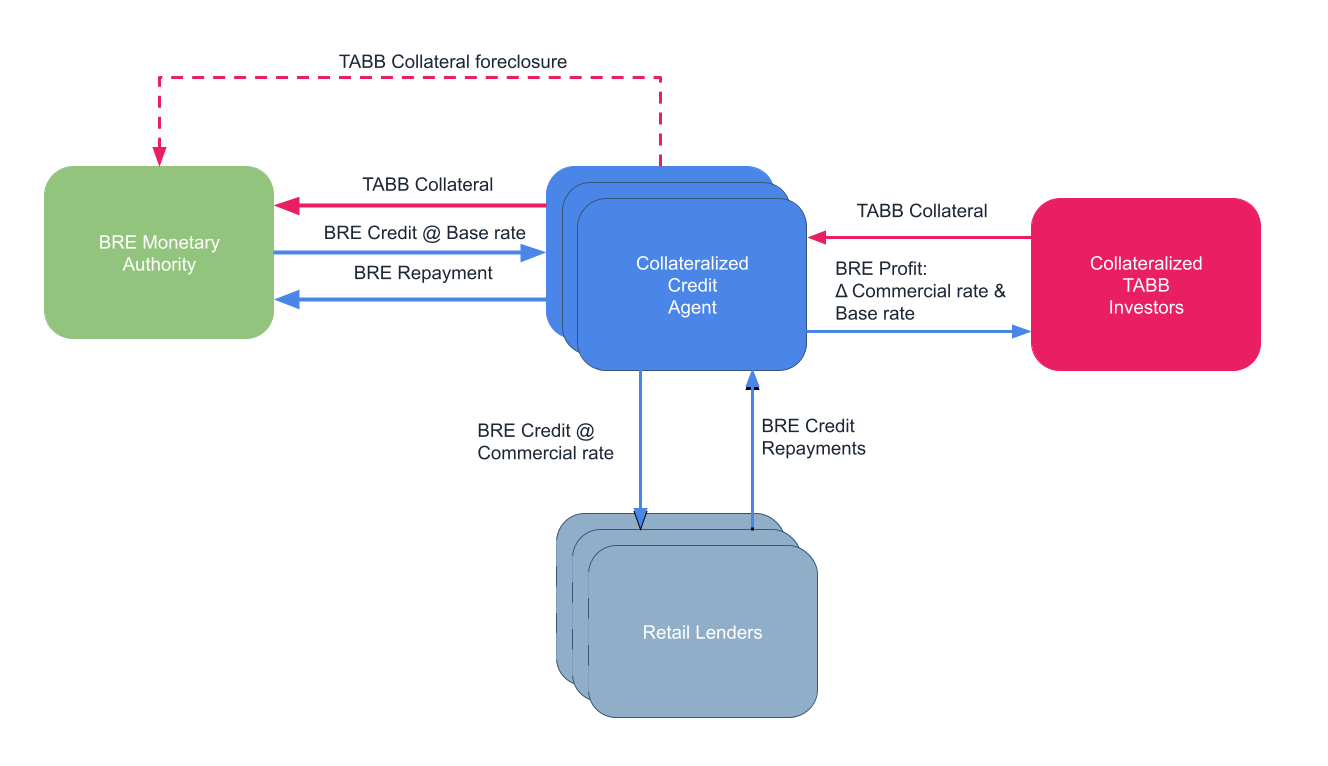 TABB Collateral foreclosure
TABB Collateral
BRE Credit @ Base rate
BRE Repayment
BRE Monetary
Authority
Collateralized
Credit
Agent
TABB Collateral
BRE Profit:
Δ Commercial rate &
Base rate
Collateralized
TABB
Investors
BRE Credit @
Commercial rate
BRE Credit
Repayments
Retail Lenders